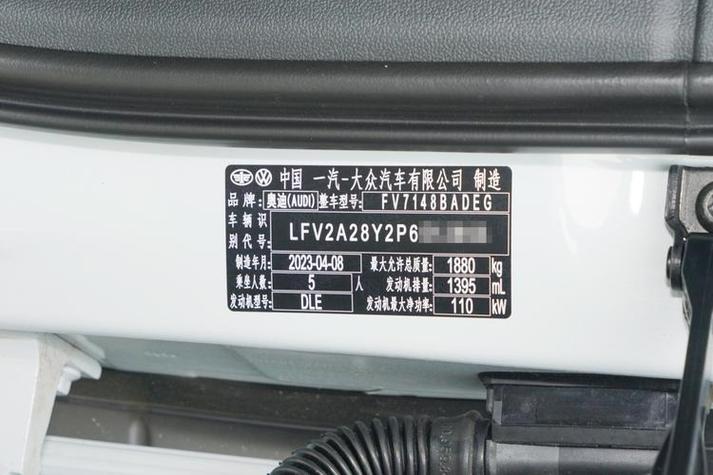 中国 一汽-大众汽车有限公司 制造
品牌: 奥迪(AUDI) 整车型号: FV7148BADEG
车辆识别代号: LFV2A28Y2P6
制造年月: 2023-04-08 最大允许总质量: 1880 kg
乘坐人数: 5 人 发动机排量: 1395 mL
发动机型号: DLE 发动机最大净功率: 110 kW